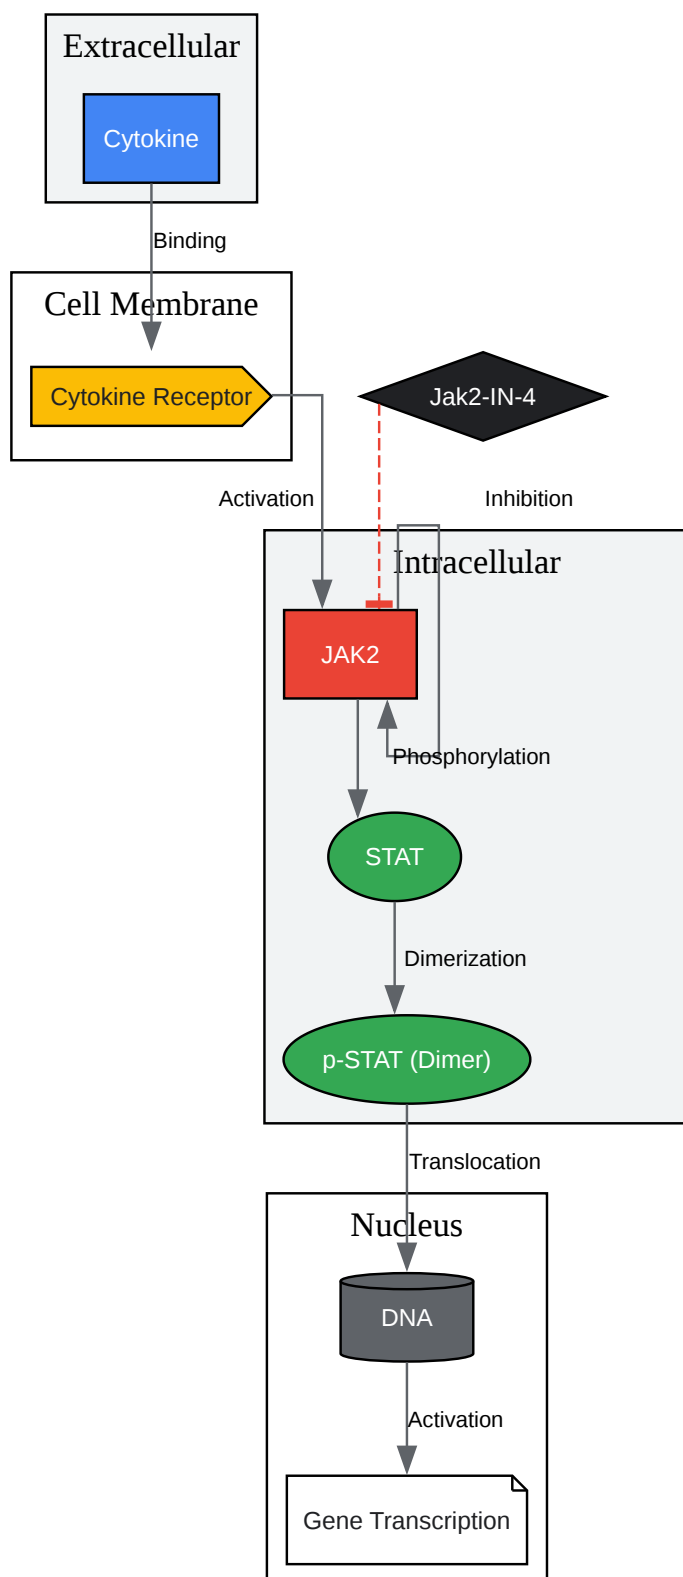 Extracellular
Cytokine
Binding
Cell Membrane
Cytokine Receptor
Jak2-IN-4
Activation
Inhibition
Intracellular
JAK2
Phosphorylation
STAT
Dimerization
p-STAT (Dimer)
Translocation
Nucleus
DNA
Activation
Gene Transcription